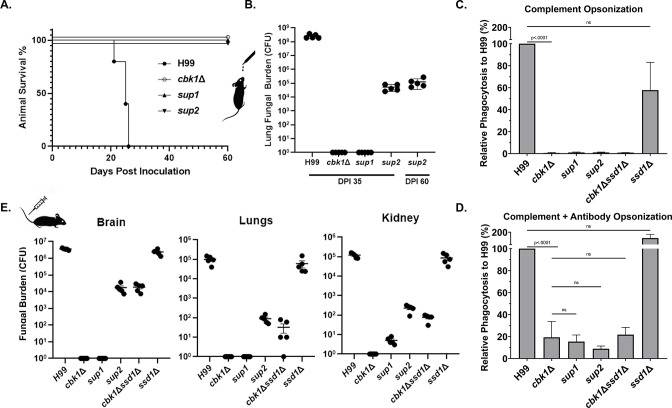 A.
Animal Survival %
100
50
0
0
20
40
60
Days Post Inoculation
H99
cbk1Δ
sup1
sup2
B.
Lung Fungal Burden (CFU)
10⁹
10⁸
10⁷
10⁶
10⁵
10⁴
10³
10²
10¹
10⁰
H99 cbk1Δ sup1 sup2 sup2
DPI 35 DPI 60
C.
Complement Opsonization
Relative Phagocytosis to H99 (%)
ns
p<.0001
100
80
60
40
20
0
H99 cbk1Δ sup1 sup2 cbk1Δssd1Δ ssd1Δ
D.
Complement + Antibody Opsonization
Relative Phagocytosis to H99 (%)
ns
p<.0001
ns
ns
ns
100
80
60
40
20
0
H99 cbk1Δ sup1 sup2 cbk1Δssd1Δ ssd1Δ
E.
Brain
Fungal Burden (CFU)
10⁷
10⁶
10⁵
10⁴
10³
10²
10¹
10⁰
H99 cbk1Δ sup1 sup2 cbk1Δssd1Δ ssd1Δ
Lungs
10⁶
10⁵
10⁴
10³
10²
10¹
10⁰
H99 cbk1Δ sup1 sup2 cbk1Δssd1Δ ssd1Δ
Kidney
10⁶
10⁵
10⁴
10³
10²
10¹
10⁰
H99 cbk1Δ sup1 sup2 cbk1Δssd1Δ ssd1Δ